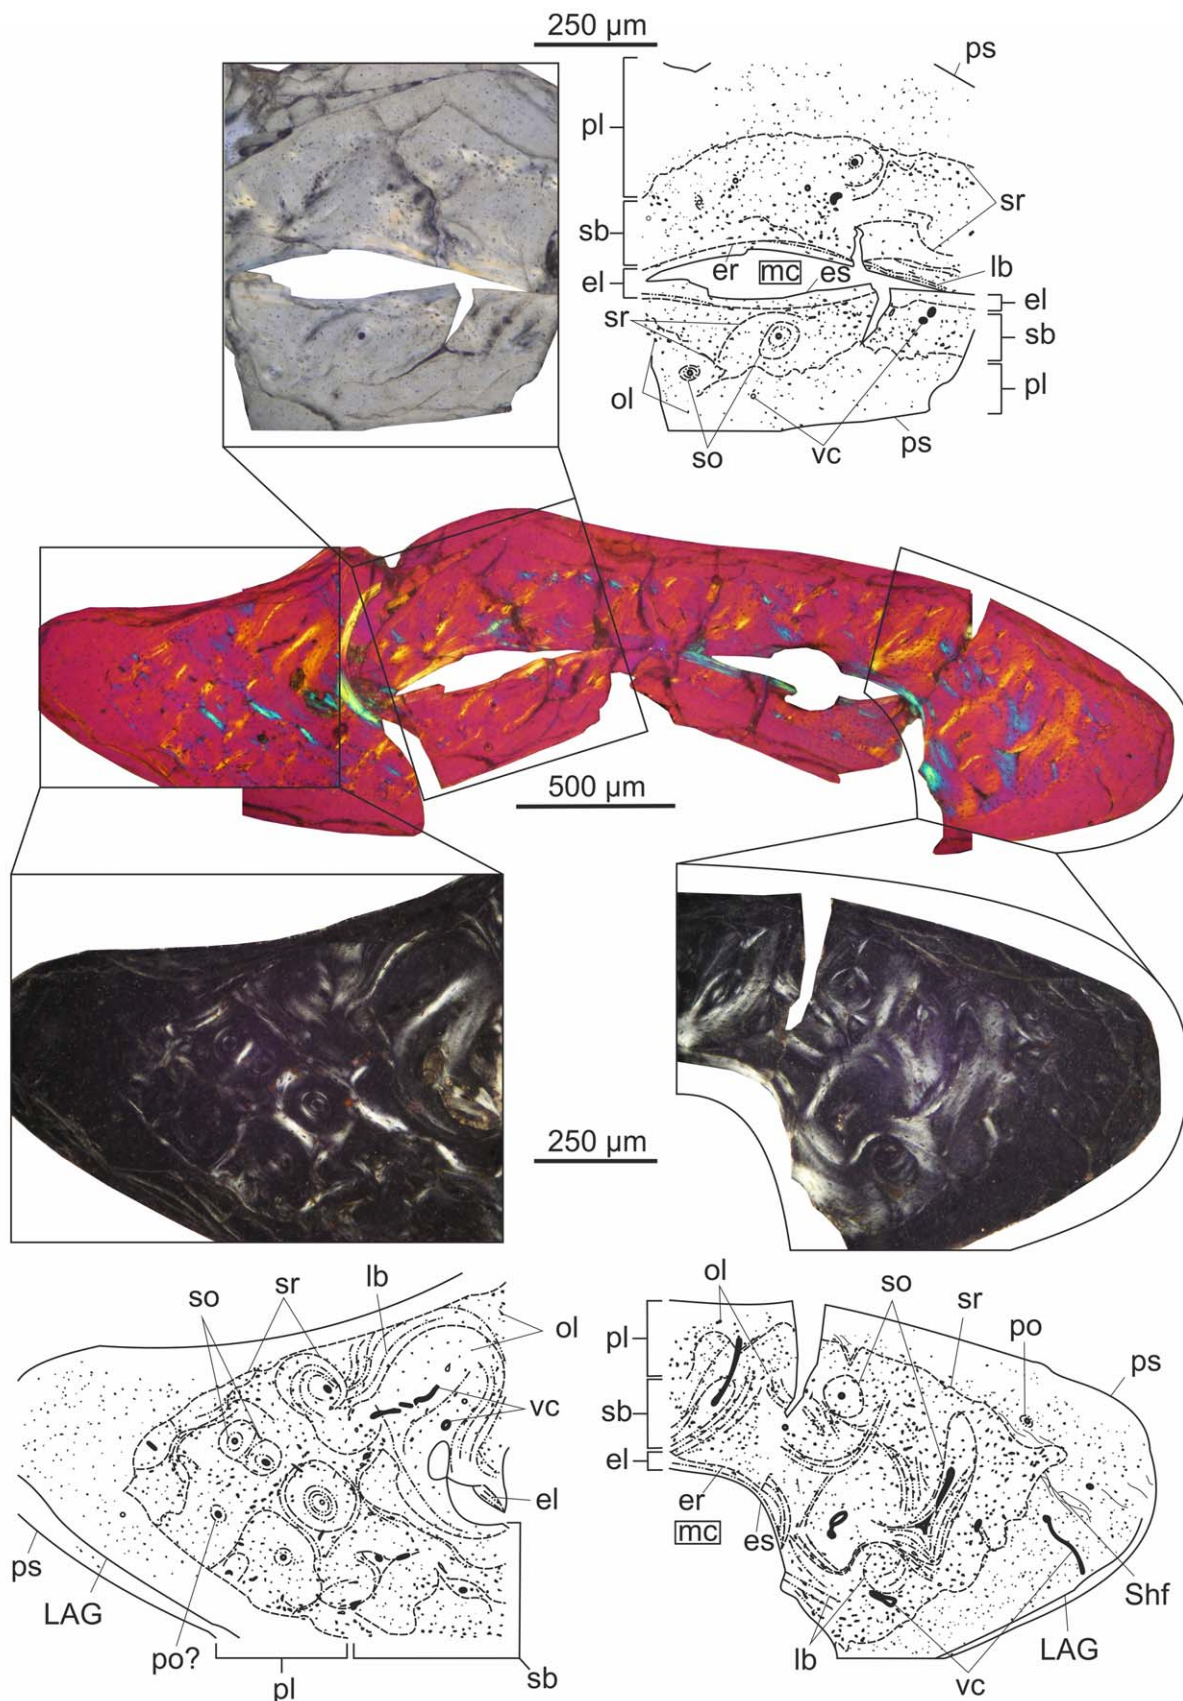 250 µm
ps
pl
sb
sr
er
mc
es
lb
el
el
sr
sb
ol
pl
so
vc
ps
500 µm
250 µm
so
sr
lb
ol
vc
el
ps
LAG
po?
pl
sb
ol
so
sr
po
ps
pl
sb
el
er
mc
es
Shf
lb
vc
LAG